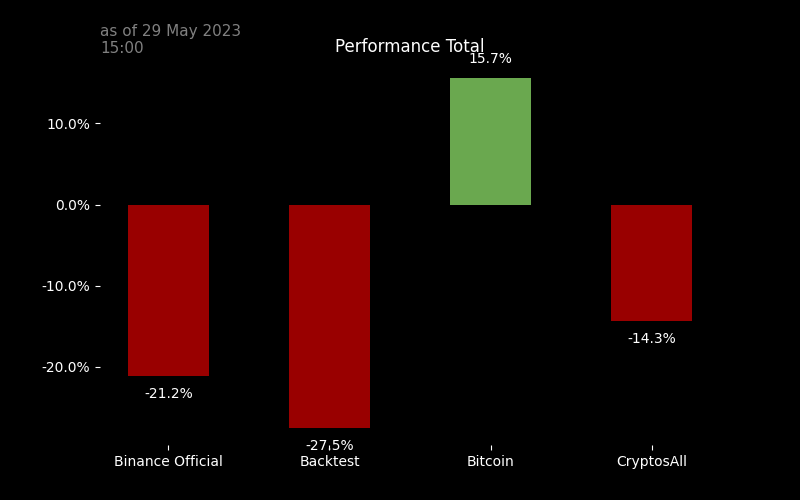 as of 29 May 2023
15:00
Performance Total
15.7%
10.0%
0.0%
-10.0%
-20.0%
-21.2%
-27.5%
-14.3%
Binance Official
Backtest
Bitcoin
CryptosAll